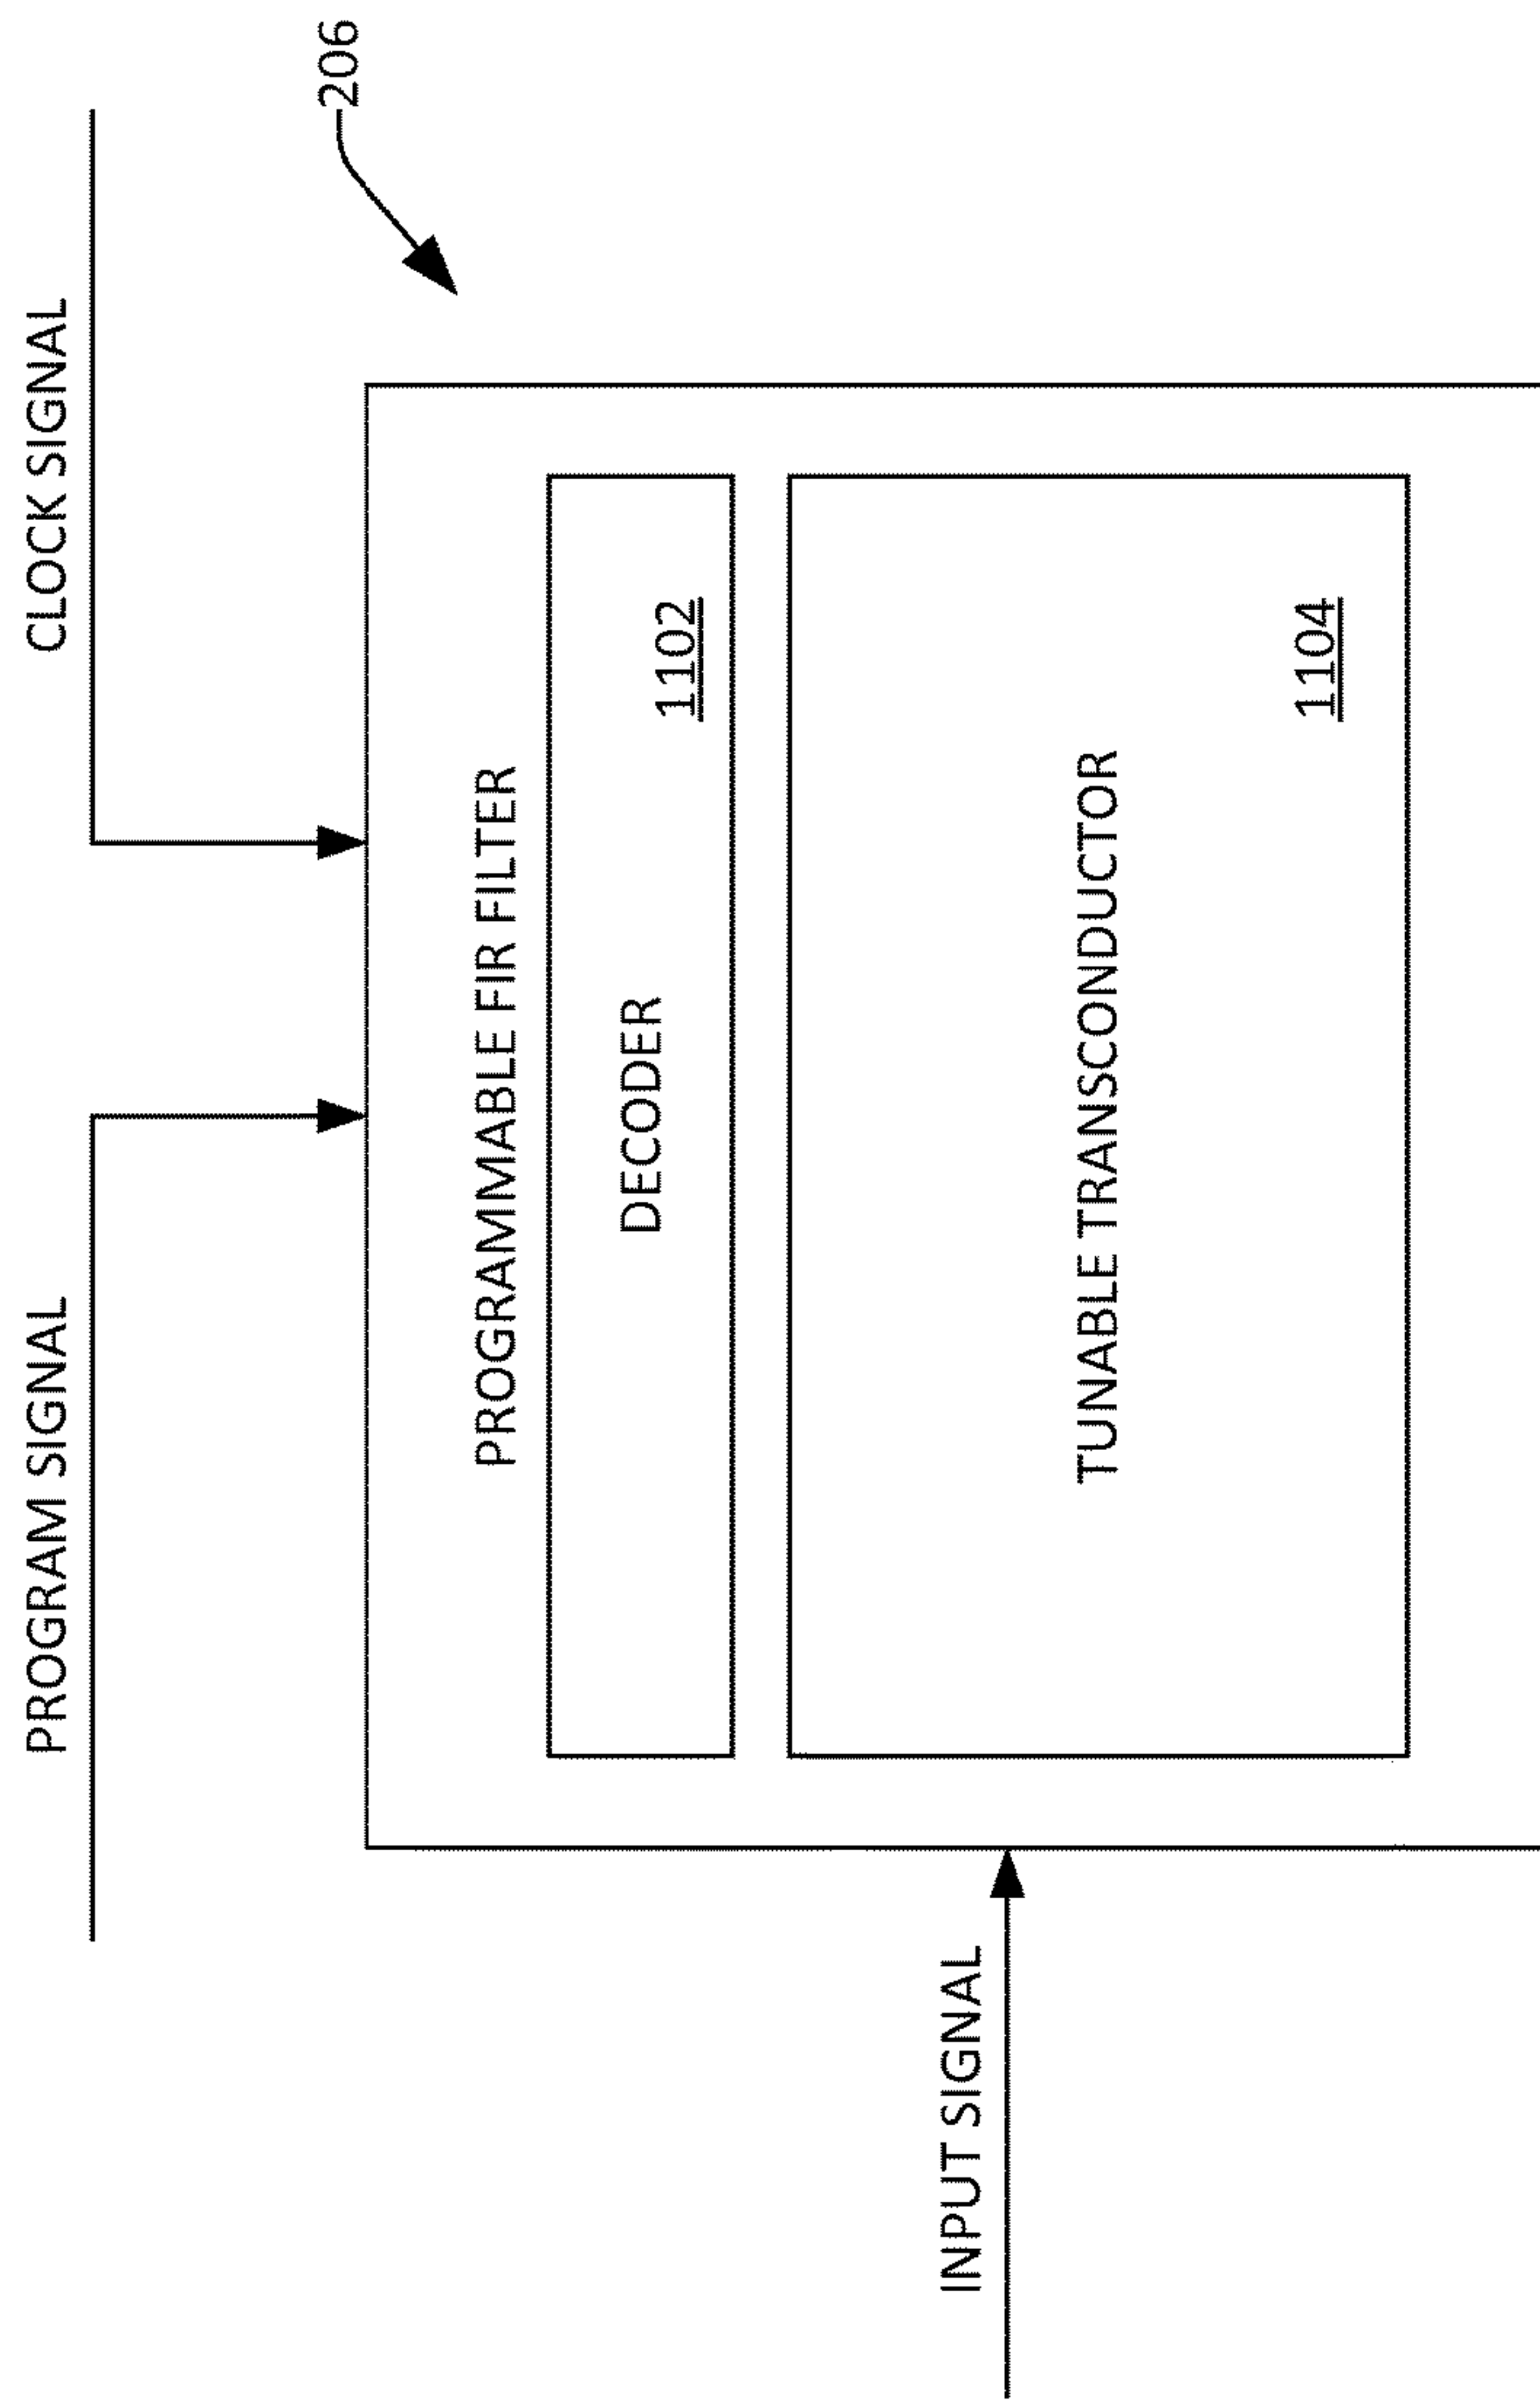 PROGRAM SIGNAL
CLOCK SIGNAL
206
PROGRAMMABLE FIR FILTER
DECODER
1102
INPUT SIGNAL
TUNABLE TRANSCONDUCTOR
1104